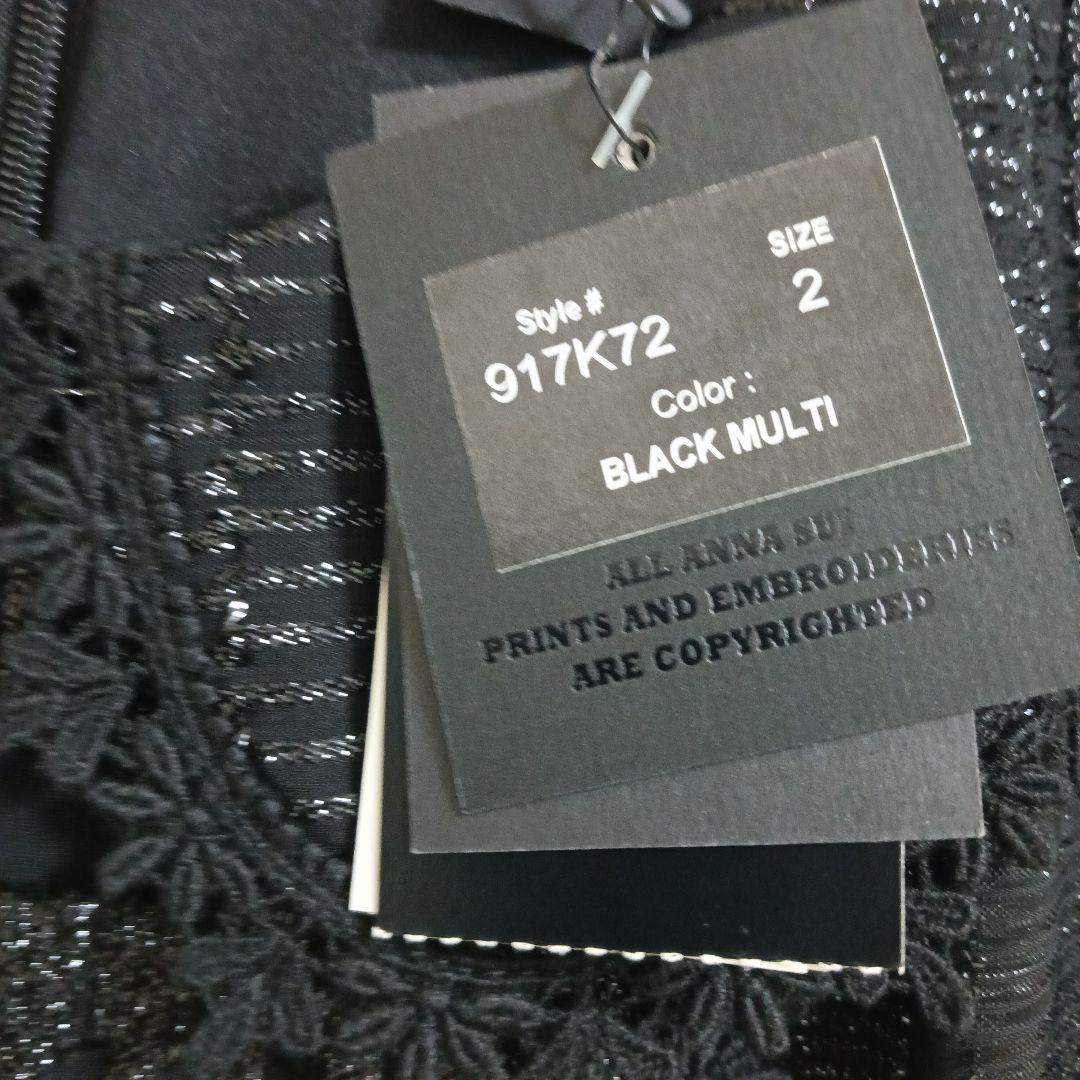 Style #
917K72
SIZE
2
Color :
BLACK MULTI
ALL ANNA SUI
PRINTS AND EMBROIDERIES
ARE COPYRIGHTED